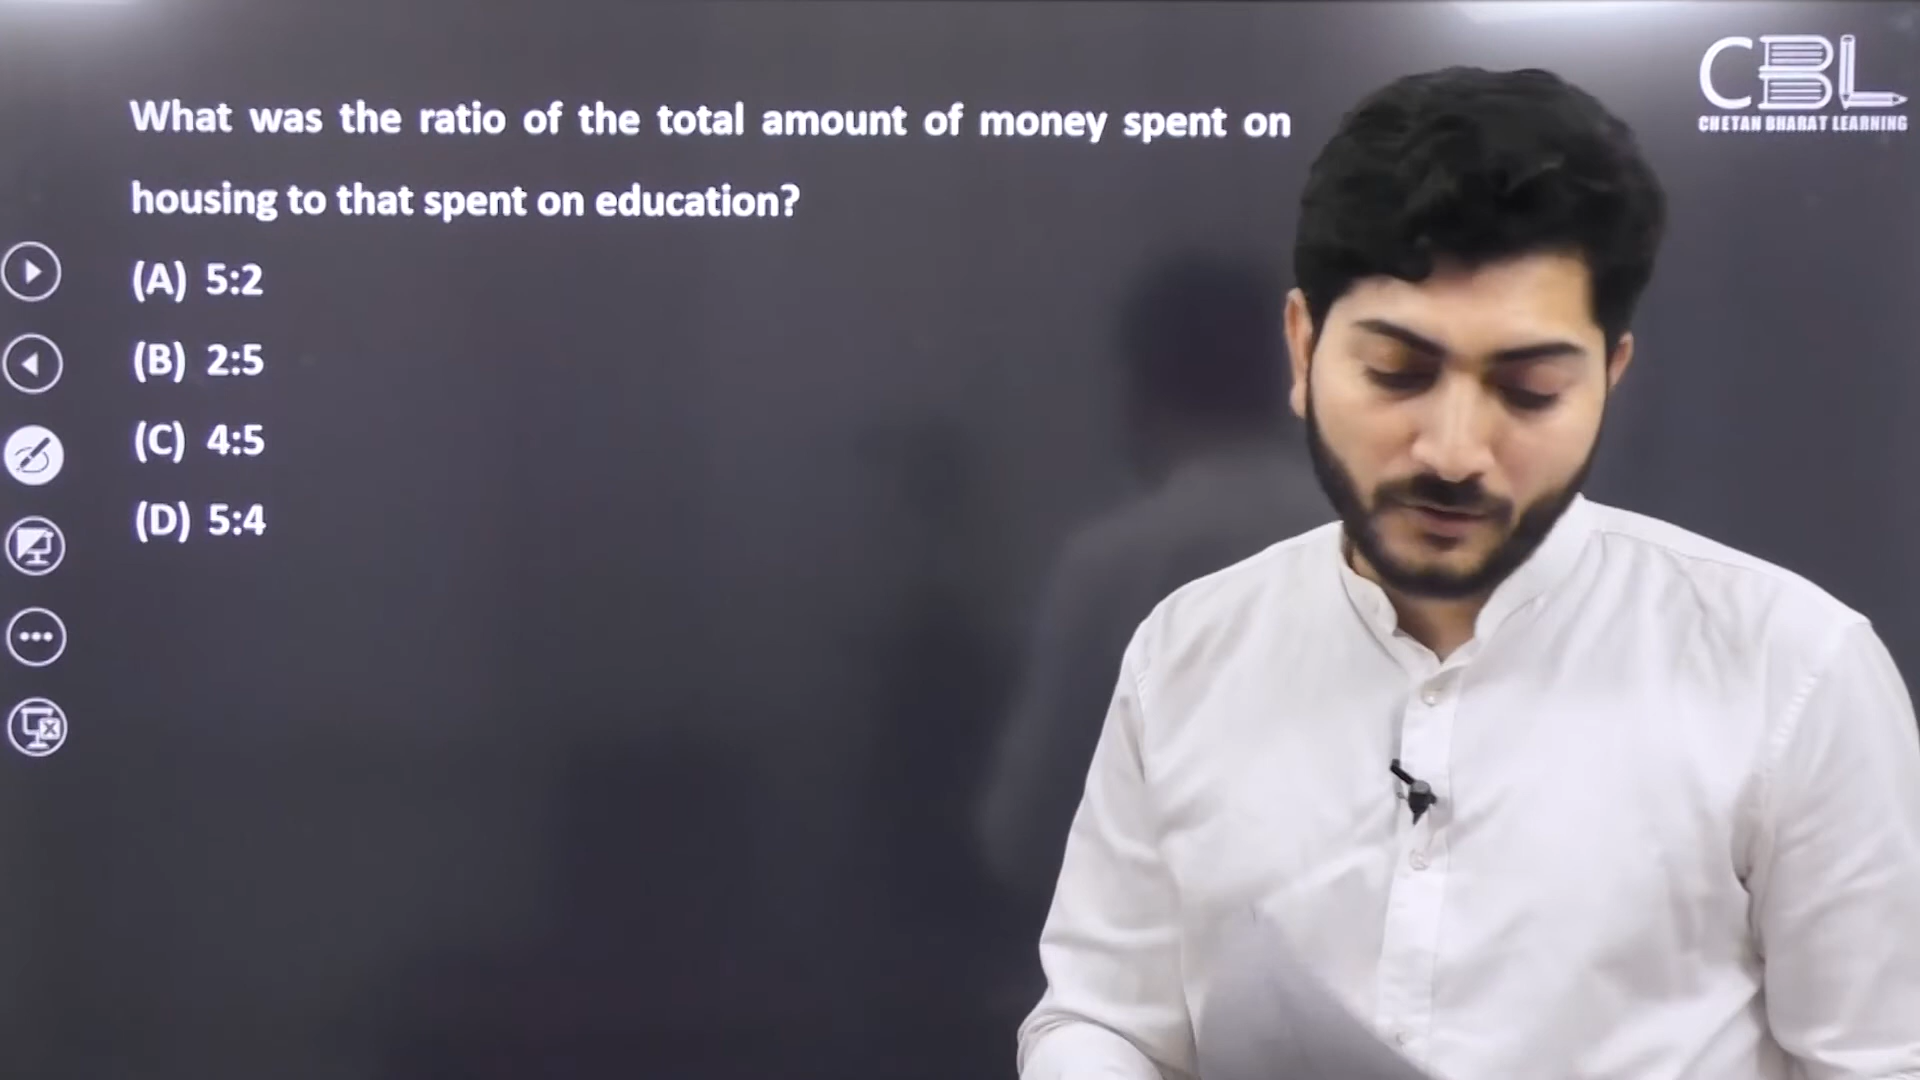 CBL
CHETAN BHARAT LEARNING
What was the ratio of the total amount of money spent on
housing to that spent on education?
(A) 5:2
(B) 2:5
(C) 4:5
(D) 5:4